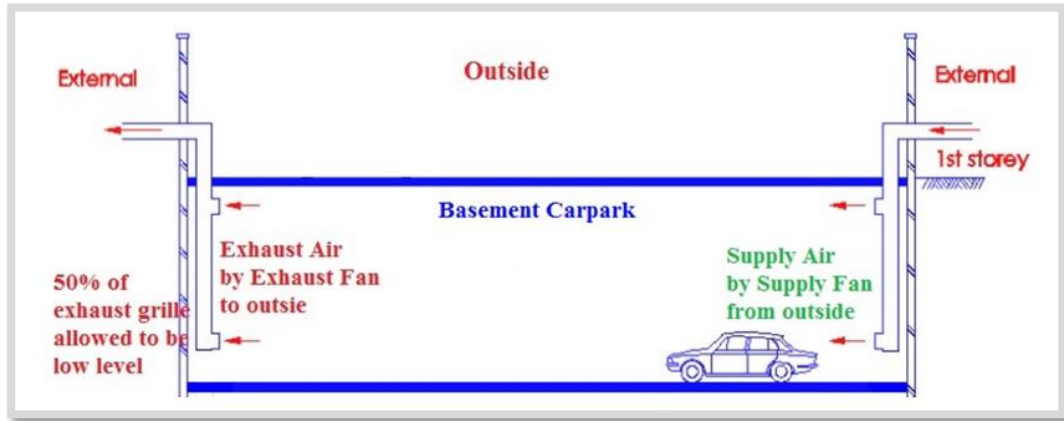 External
Outside
External
1st storey
Basement Carpark
Exhaust Air
by Exhaust Fan
to outsie
Supply Air
by Supply Fan
from outside
50% of
exhaust grille
allowed to be
low level